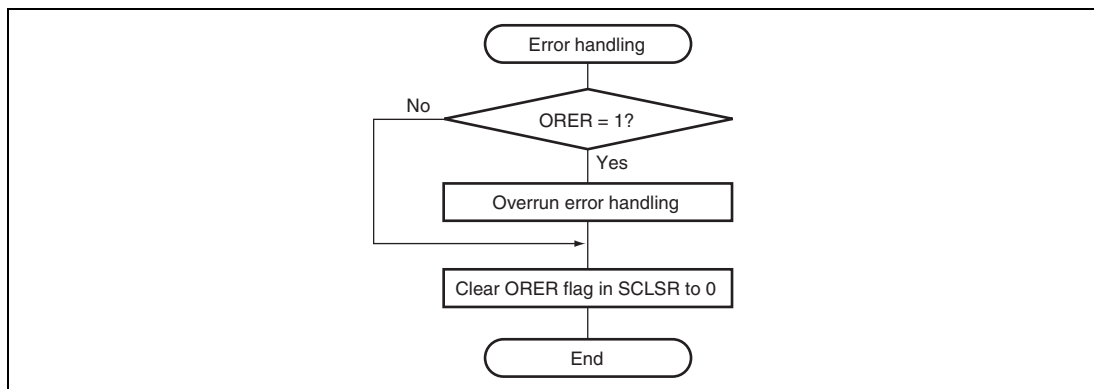 Error handling
No
ORER = 1?
Yes
Overrun error handling
Clear ORER flag in SCLSR to 0
End